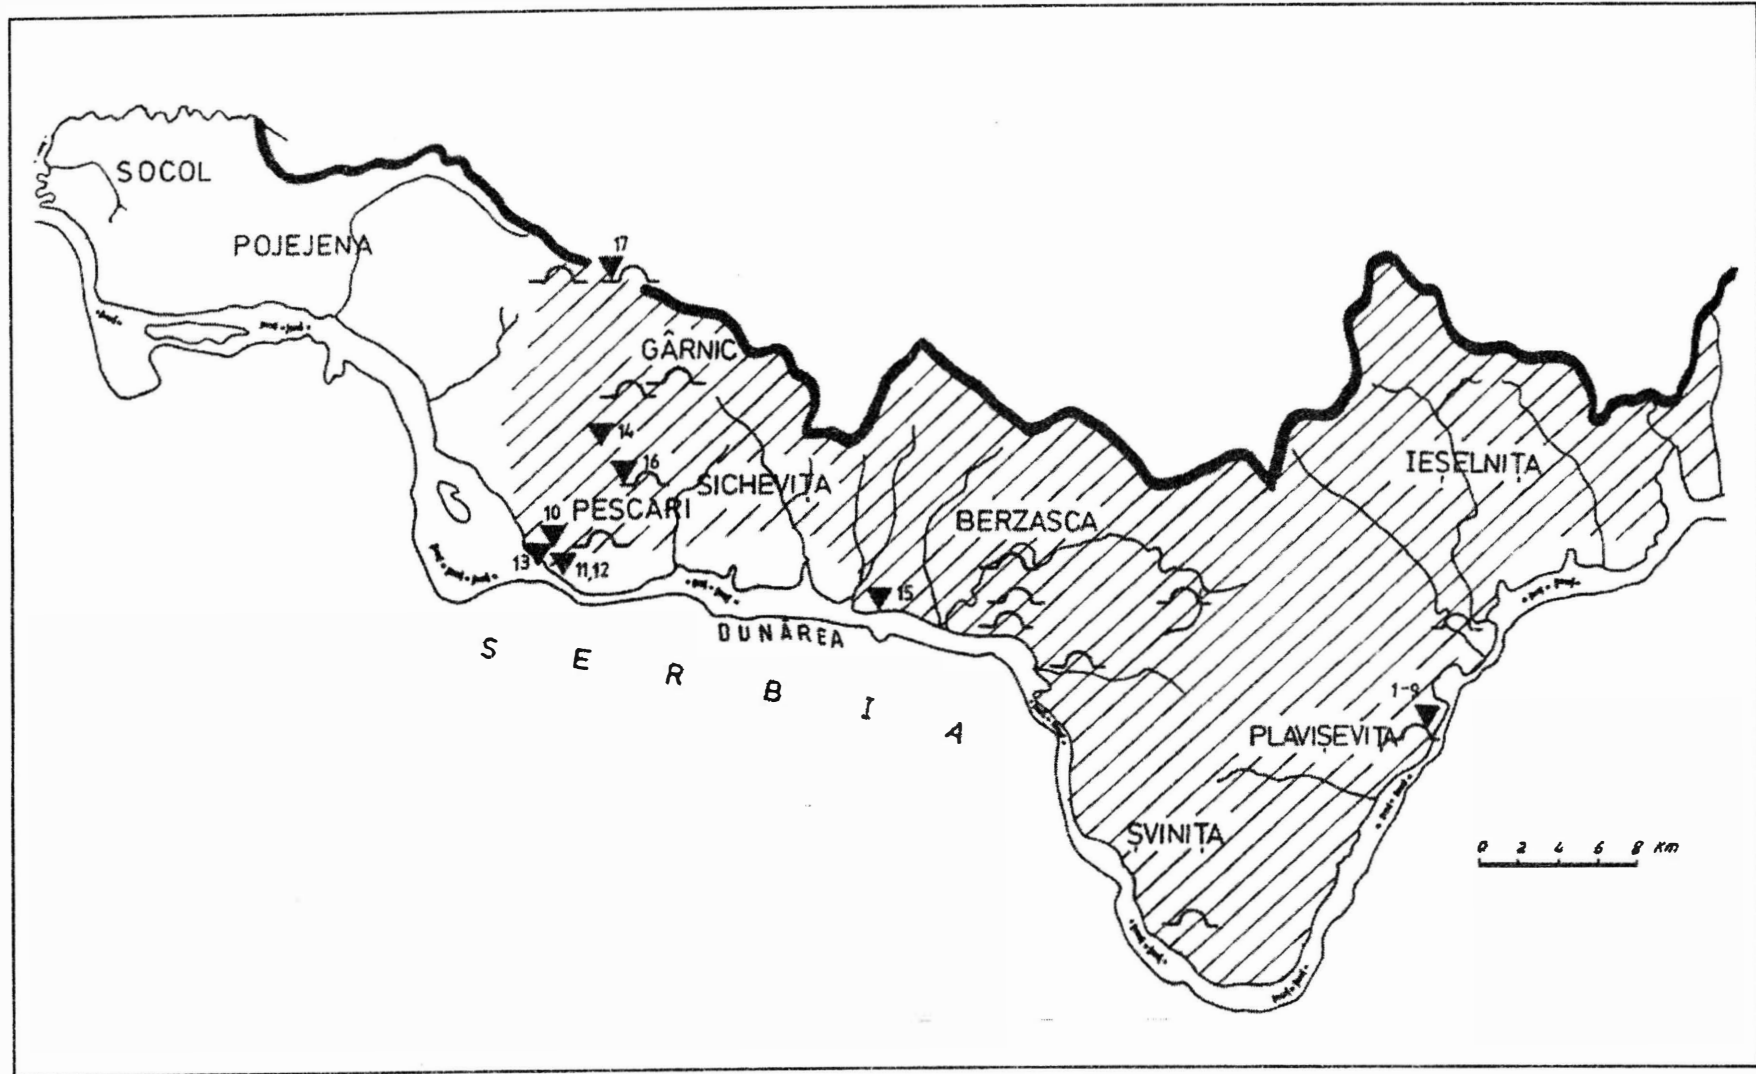 SOCOL
POJEJENA
17
GÂRNIC
14
16
SICHEVIȚA
IEȘELNIȚA
PESCARI
10
BERZASCA
13
11,12
15
DUNĂREA
SERBIA
1-9
PLAVIȘEVIȚA
ȘVINIȚA
0 2 4 6 8 Km